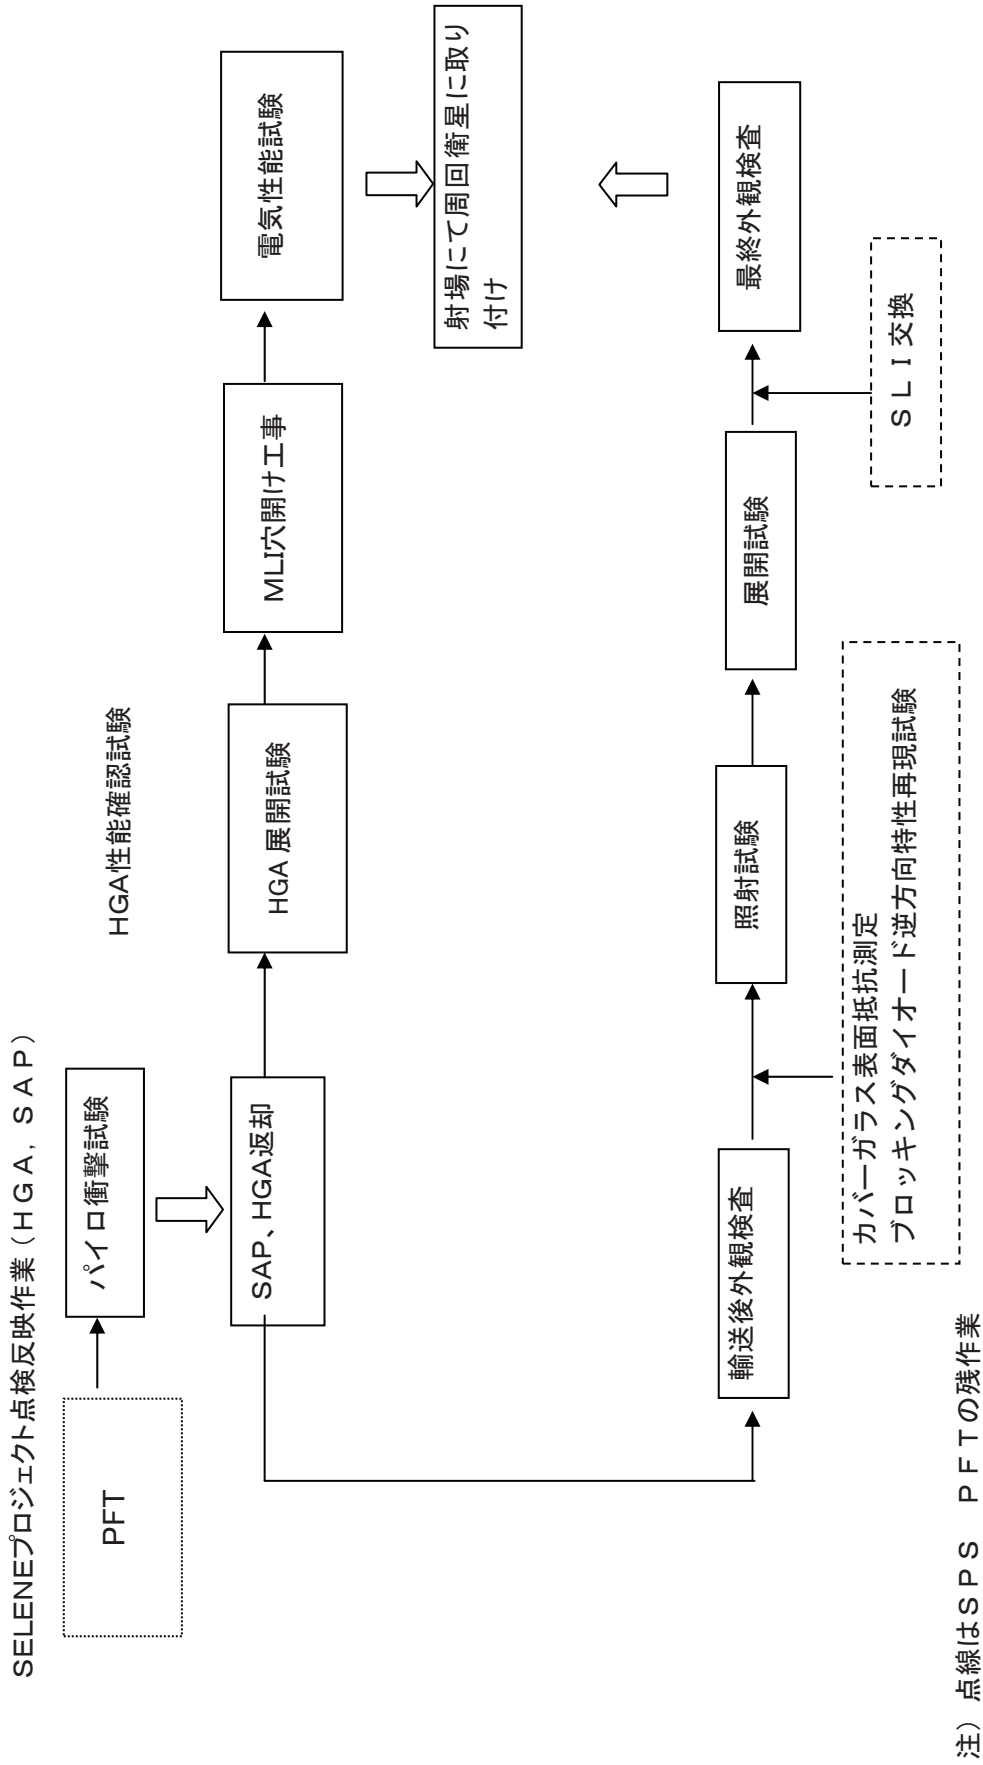 SELENEプロジェクト点検反映作業（ＨＧＡ，ＳＡＰ）
PFT
パイロ衝撃試験
HGA性能確認試験
SAP、HGA返却
HGA 展開試験
MLI穴開け工事
電気性能試験
射場にて周回衛星に取り
付け
輸送後外観検査
照射試験
展開試験
最終外観検査
カバーガラス表面抵抗測定
ブロッキングダイオード逆方向特性再現試験
ＳＬＩ交換
注） 点線はＳＰＳ　ＰＦＴの残作業